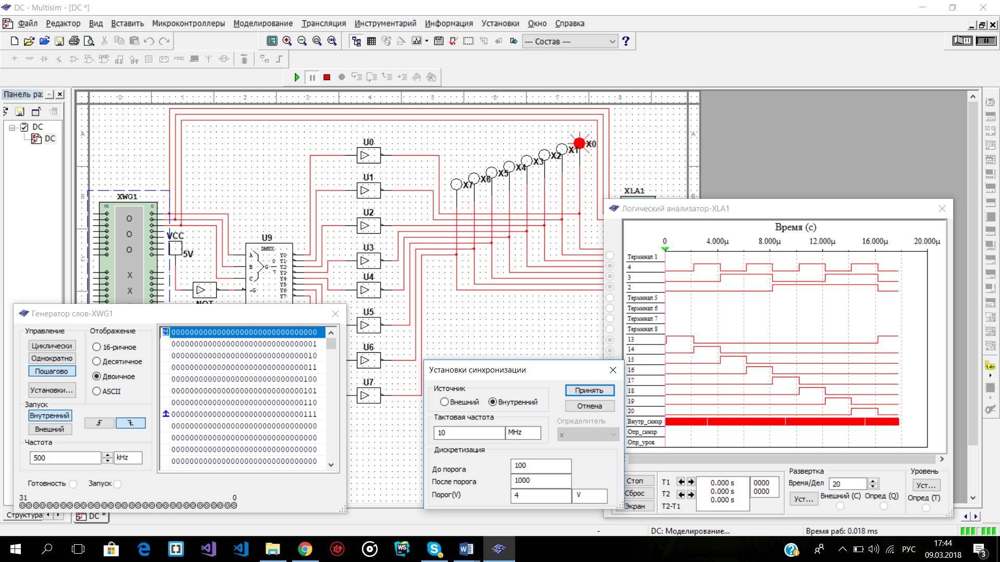 DC - Multisim - [DC *]
Файл Редактор Вид Вставить Микроконтроллеры Моделирование Трансляция Инструментарий Информация Установки Окно Справка
--- Состав ---
MISC
Панель ра
DC
DC
0 1 2 3 4 5 6 7 8
A
B
C
A
B
XWG1
16 0
O
O
O
X
X
VCC
5V
NOT
U9
DMUX
A
B
C
G
0
7
Y0
Y1
Y2
Y3
Y4
Y5
Y6
Y7
U0
U1
U2
U3
U4
U5
U6
U7
X7
X6
X5
X4
X3
X2
X1
X0
XLA1
Генератор слов-XWG1
Управление
Циклически
Однократно
Пошагово
Установки...
Отображение
16-ричное
Десятичное
Двоичное
ASCII
Запуск
Внутренний
Внешний
Частота
500 kHz
Готовность Запуск
31 0
00000000000000000000000000000000
00000000000000000000000000000001
00000000000000000000000000000010
00000000000000000000000000000011
00000000000000000000000000000100
00000000000000000000000000000101
00000000000000000000000000000110
00000000000000000000000000000111
00000000000000000000000000000000
00000000000000000000000000000000
00000000000000000000000000000000
00000000000000000000000000000000
Установки синхронизации
Источник
Внешний Внутренний
Принять
Отмена
Тактовая частота
10 MHz
Определитель
x
Дискретизация
До порога 100
После порога 1000
Порог(V) 4 V
Логический анализатор-XLA1
Время (с)
0 4.000μ 8.000μ 12.000μ 16.000μ 20.000μ
Терминал 1
4
3
2
Терминал 5
Терминал 6
Терминал 7
Терминал 8
13
14
15
16
17
18
19
20
Внутр_синхр
Опр_синхр
Опр_уров
Стоп
Сброс
Экран
T1
T2
T2-T1
0.000 s
0.000 s
0.000 s
0000
0000
Развертка
Время/Дел 20
Уст...
Внешний (C) Опред (Q)
Уровень
Уст...
Опред (T)
1.4v
AG
Структура
DC *
- DC: Моделирование... Время раб: 0.018 ms
WS
РУС
17:44
09.03.2018
3